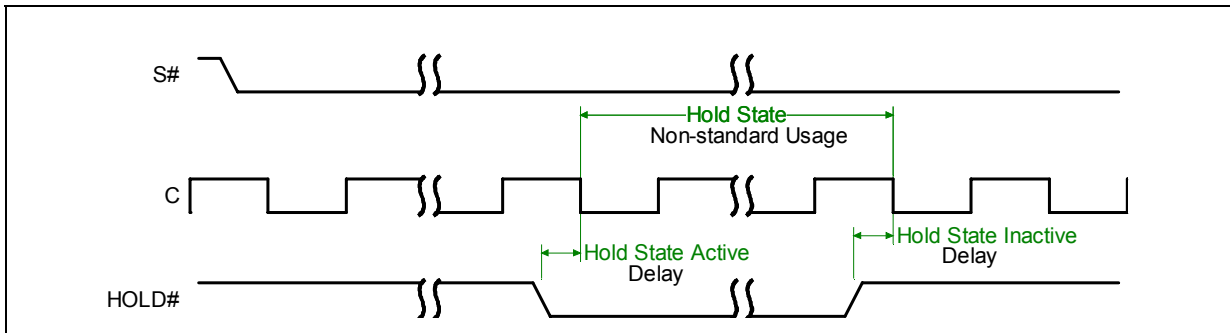 S#
Hold State
Non-standard Usage
C
Hold State Active
Delay
Hold State Inactive
Delay
HOLD#